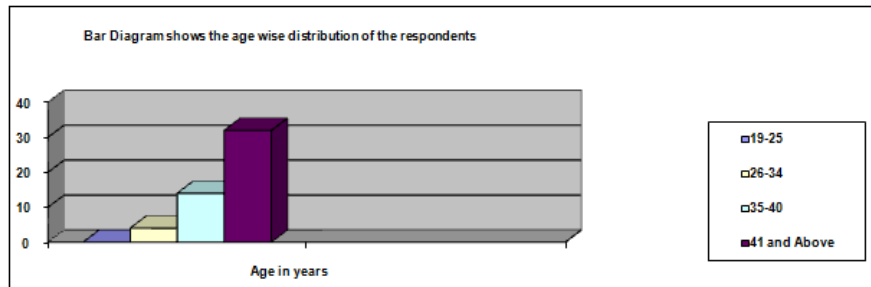 Bar Diagram shows the age wise distribution of the respondents
40
30
20
10
0
Age in years
19-25
26-34
35-40
41 and Above